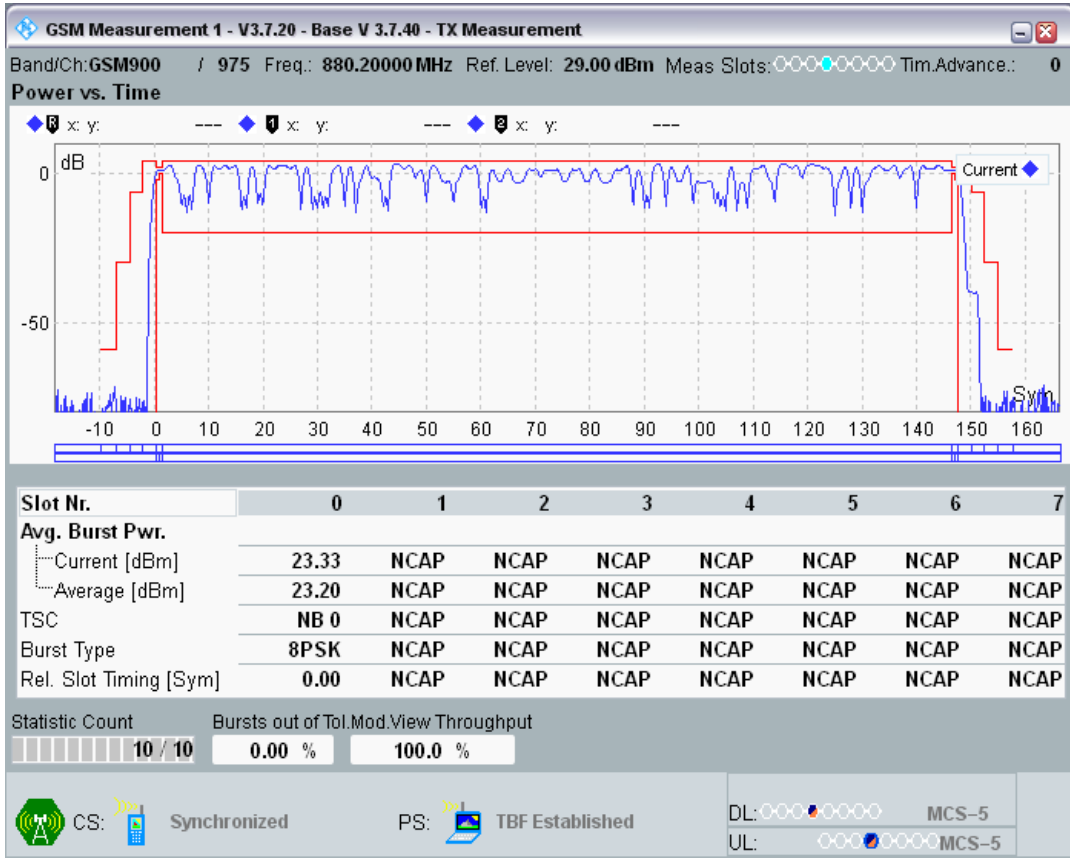 GSM Measurement 1 - V3.7.20 - Base V 3.7.40 - TX Measurement
Band/Ch:GSM900 / 975 Freq.: 880.20000 MHz Ref. Level: 29.00 dBm Meas Slots: Tim.Advance.: 0
Power vs. Time
R x: y: --- 1 x: y: --- 2 x: y: ---
dB
Current
0
-50
Sym
-10 0 10 20 30 40 50 60 70 80 90 100 110 120 130 140 150 160
Slot Nr. 0 1 2 3 4 5 6 7
Avg. Burst Pwr.
Current [dBm] 23.33 NCAP NCAP NCAP NCAP NCAP NCAP NCAP
Average [dBm] 23.20 NCAP NCAP NCAP NCAP NCAP NCAP NCAP
TSC NB 0 NCAP NCAP NCAP NCAP NCAP NCAP NCAP
Burst Type 8PSK NCAP NCAP NCAP NCAP NCAP NCAP NCAP
Rel. Slot Timing [Sym] 0.00 NCAP NCAP NCAP NCAP NCAP NCAP NCAP
Statistic Count Bursts out of Tol.Mod.View Throughput
10 / 10 0.00 % 100.0 %
CS: Synchronized PS: TBF Established DL: MCS-5
UL: MCS-5